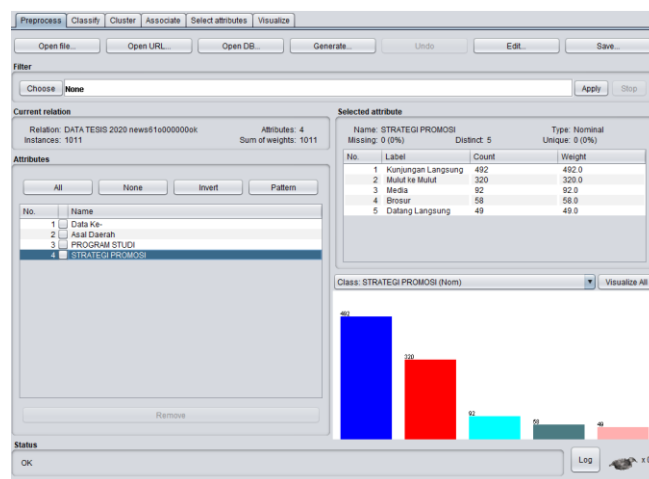 Preprocess Classify Cluster Associate Select attributes Visualize
Open file... Open URL... Open DB... Generate... Undo Edit... Save...
Filter
Choose None Apply Stop
Current relation
Relation: DATA TESIS 2020 news51o000000ok Attributes: 4
Instances: 1011 Sum of weights: 1011
Attributes
All None Invert Pattern
No. Name
1 Data Ke-
2 Asal Daerah
3 PROGRAM STUDI
4 STRATEGI PROMOSI
Remove
Selected attribute
Name: STRATEGI PROMOSI Type: Nominal
Missing: 0 (0%) Distinct: 5 Unique: 0 (0%)
No. Label Count Weight
1 Kunjungan Langsung 492 492.0
2 Mulut ke Mulut 320 320.0
3 Media 92 92.0
4 Brosur 58 58.0
5 Datang Langsung 49 49.0
Class: STRATEGI PROMOSI (Nom) Visualize All
492
320
92
58
49
Status
OK
Log x 0